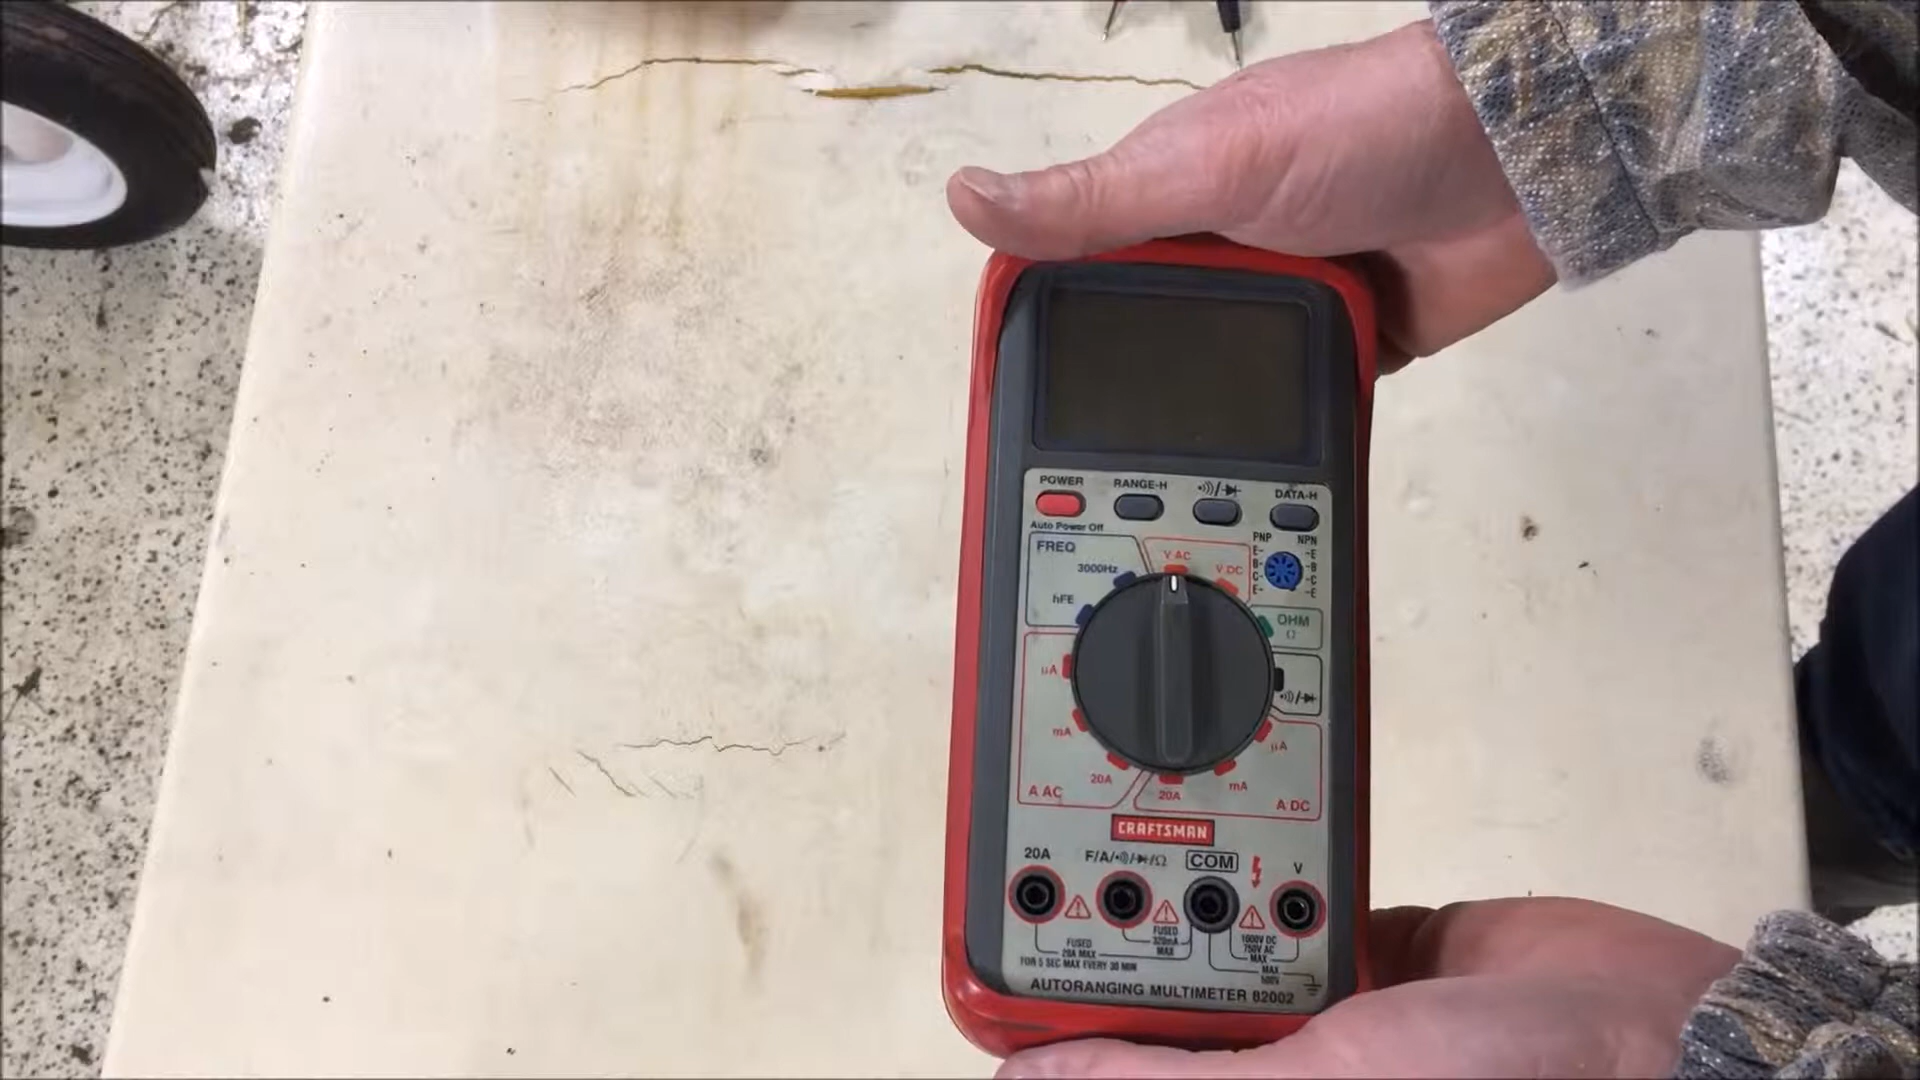 POWER RANGE-H DATA-H
Auto Power Off
FREQ
3000Hz
hFE
V AC
V DC
PNP NPN
E- -E
B- -B
C- -C
E- -E
OHM
Ω
µA
mA
20A
A AC
µA
mA
20A
A DC
CRAFTSMAN
20A F/A/ / /Ω COM V
FUSED
20A MAX
FOR 5 SEC MAX EVERY 30 MIN
FUSED
320mA
MAX
1000V DC
750V AC
MAX
MAX
500V
AUTORANGING MULTIMETER 82002